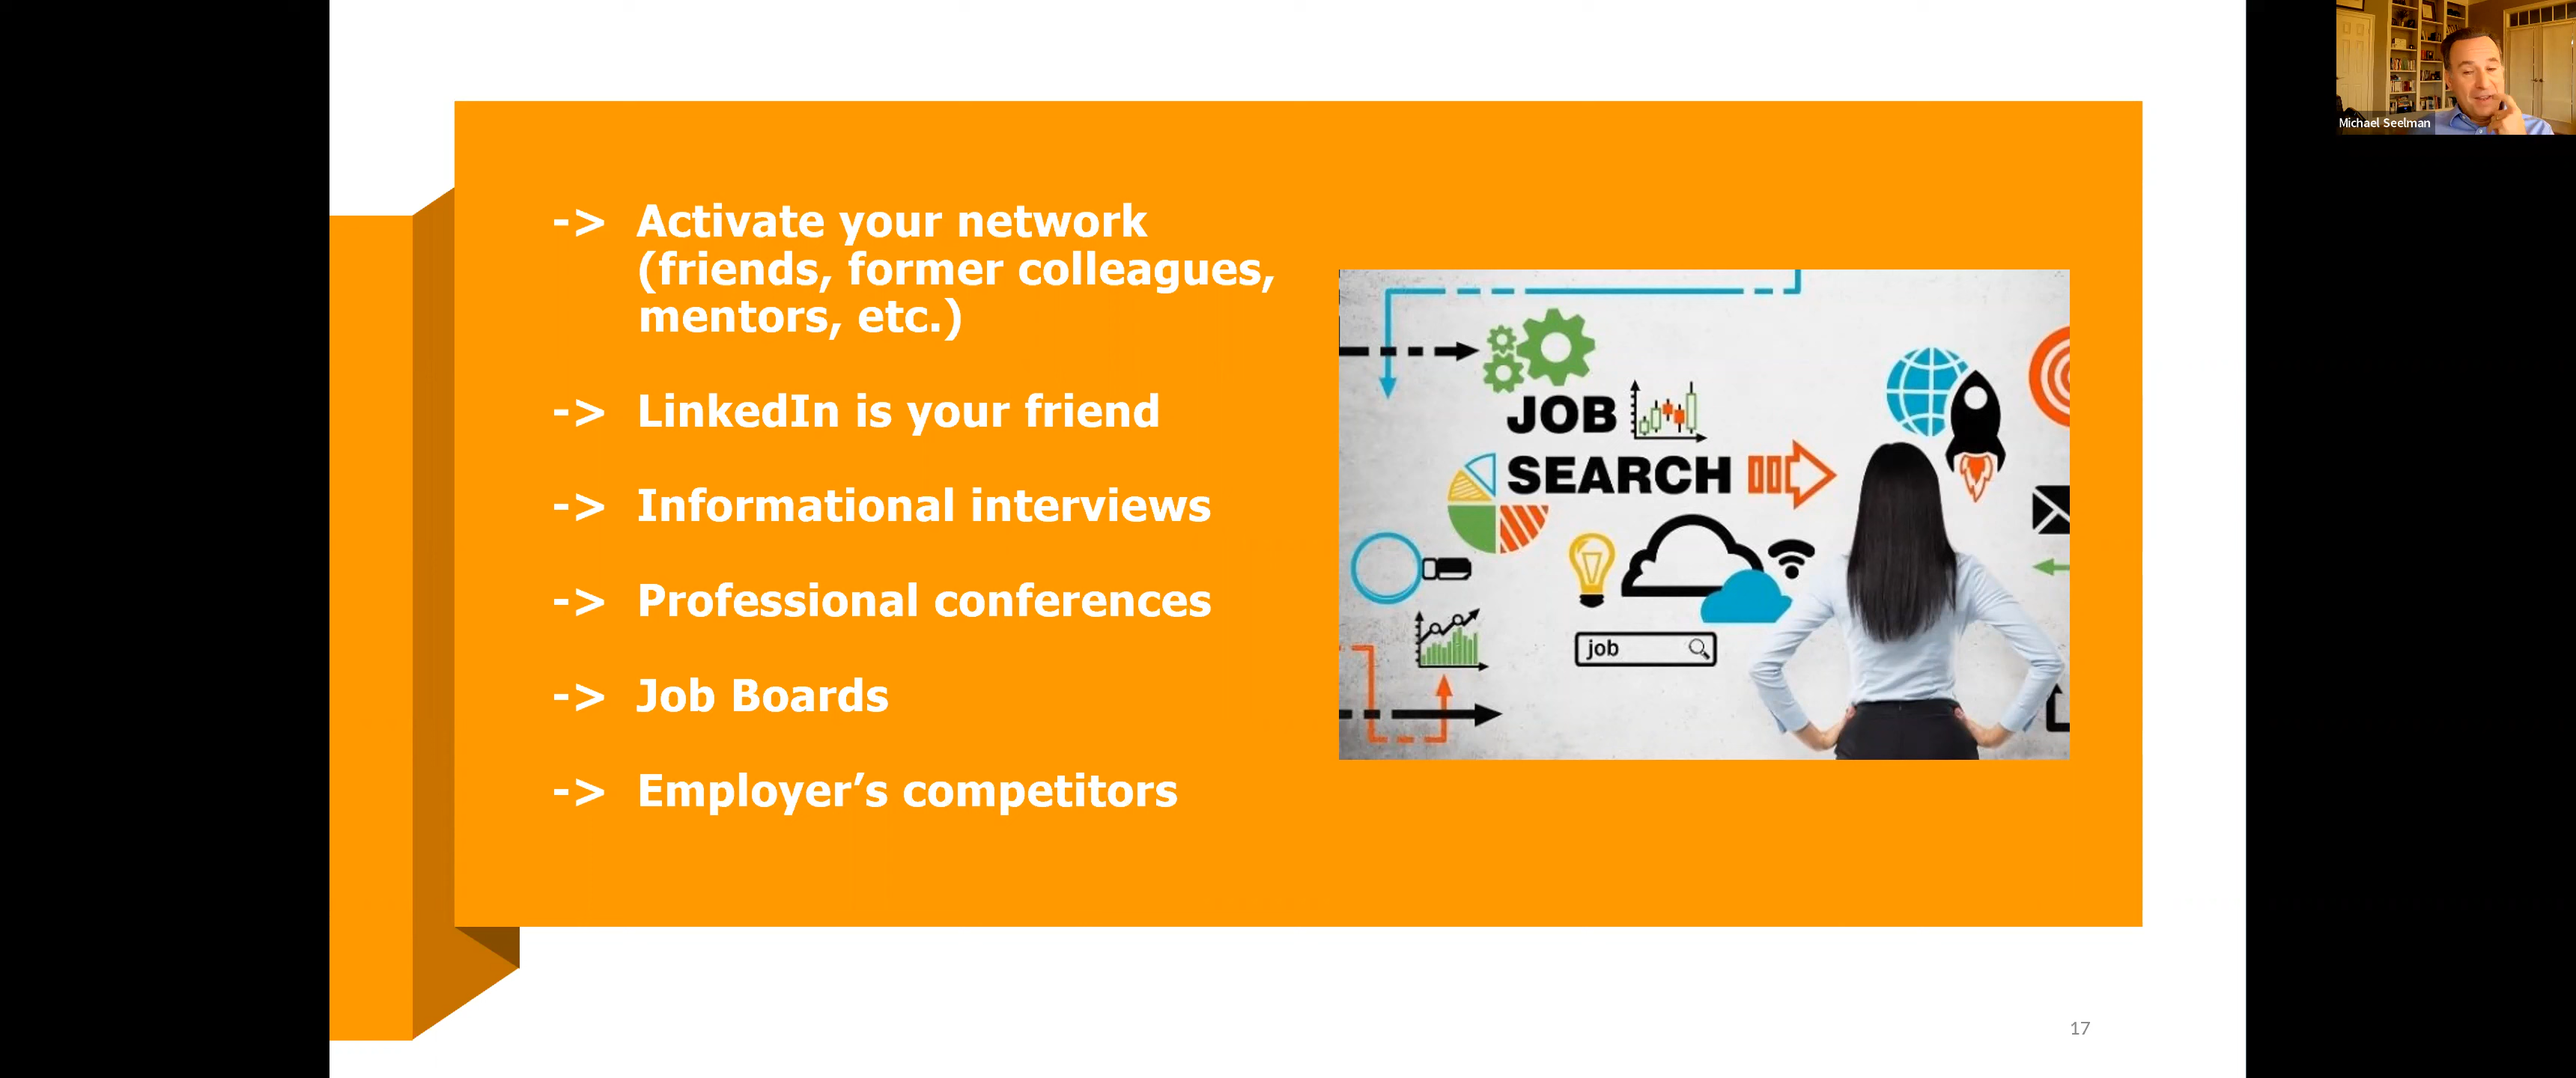 Michael Seelman
-> Activate your network
(friends, former colleagues,
mentors, etc.)
-> LinkedIn is your friend
-> Informational interviews
-> Professional conferences
-> Job Boards
-> Employer’s competitors
JOB
SEARCH
job
17